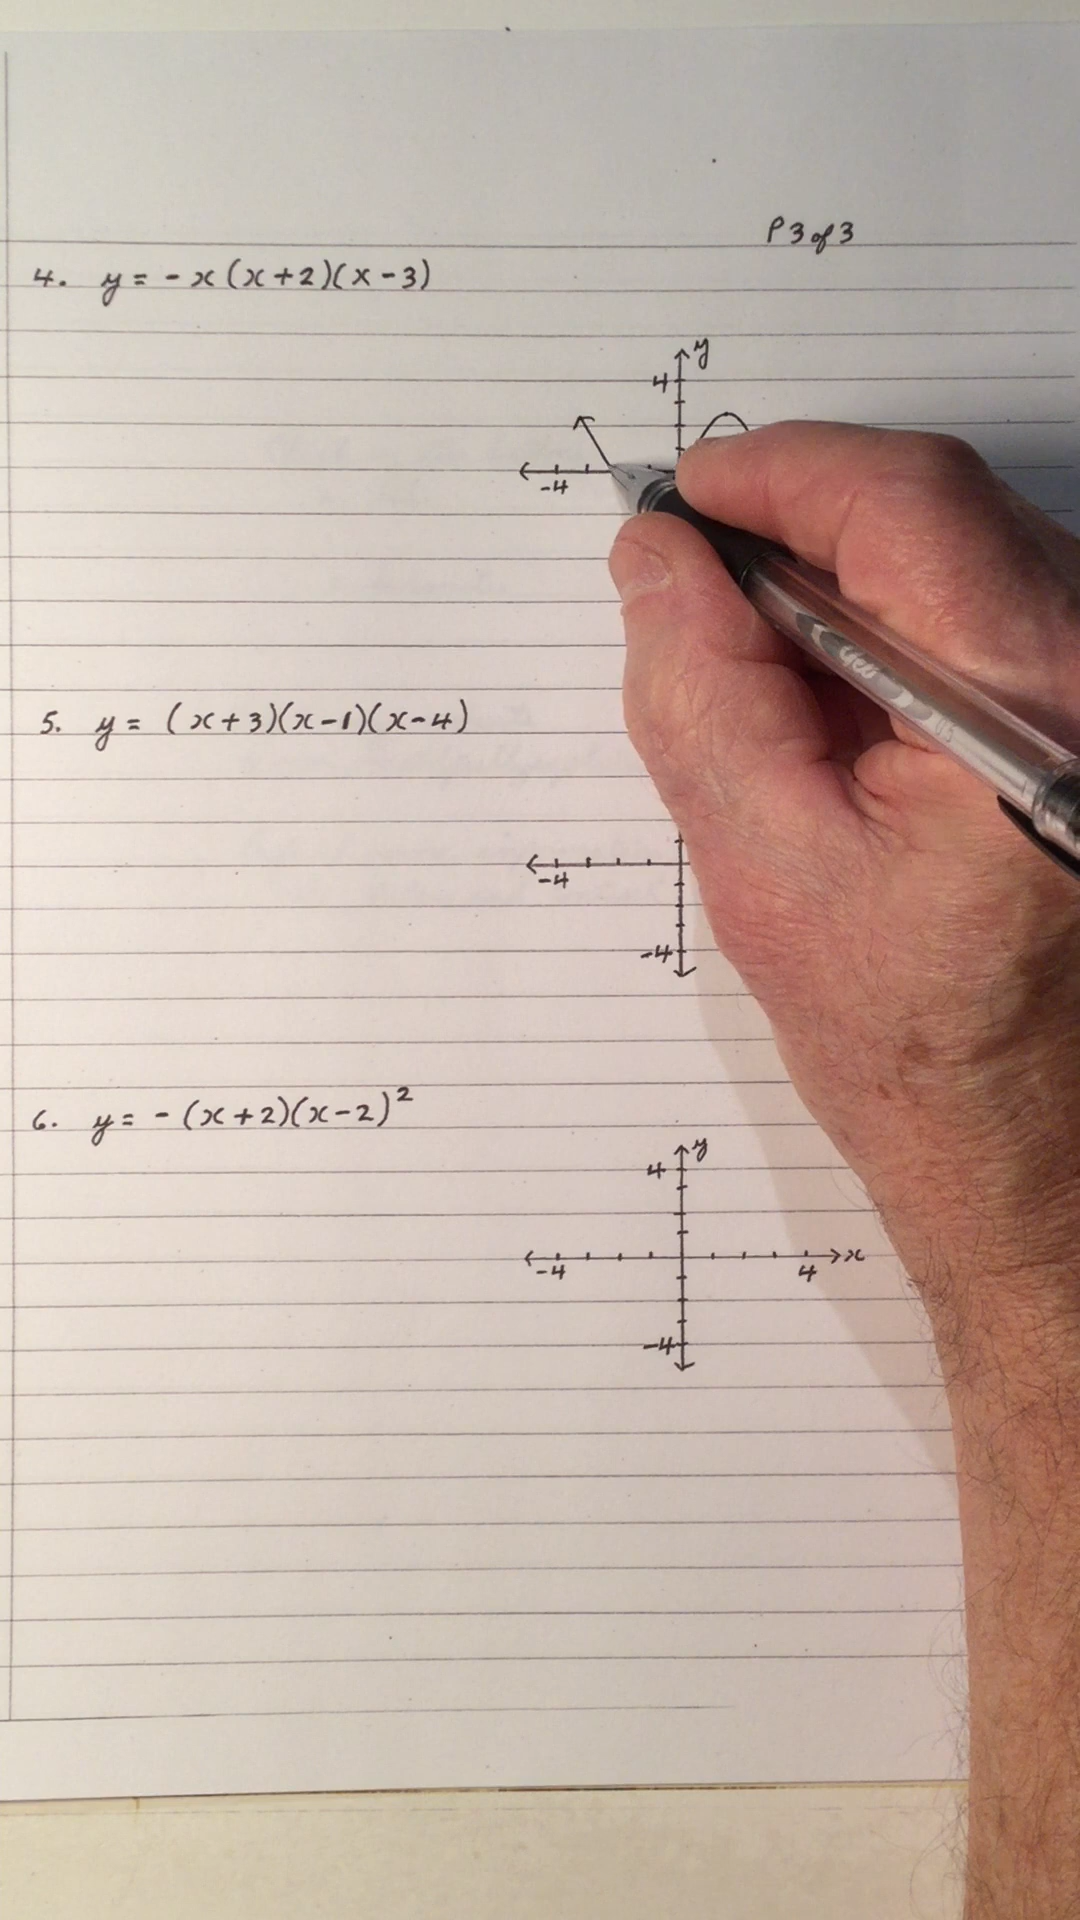 P 3 of 3
4. y = - x (x + 2)(x - 3)
y
4
-4
5. y = (x + 3)(x - 1)(x - 4)
-4
-4
6. y = - (x + 2)(x - 2)²
y
4
x
-4 4
-4